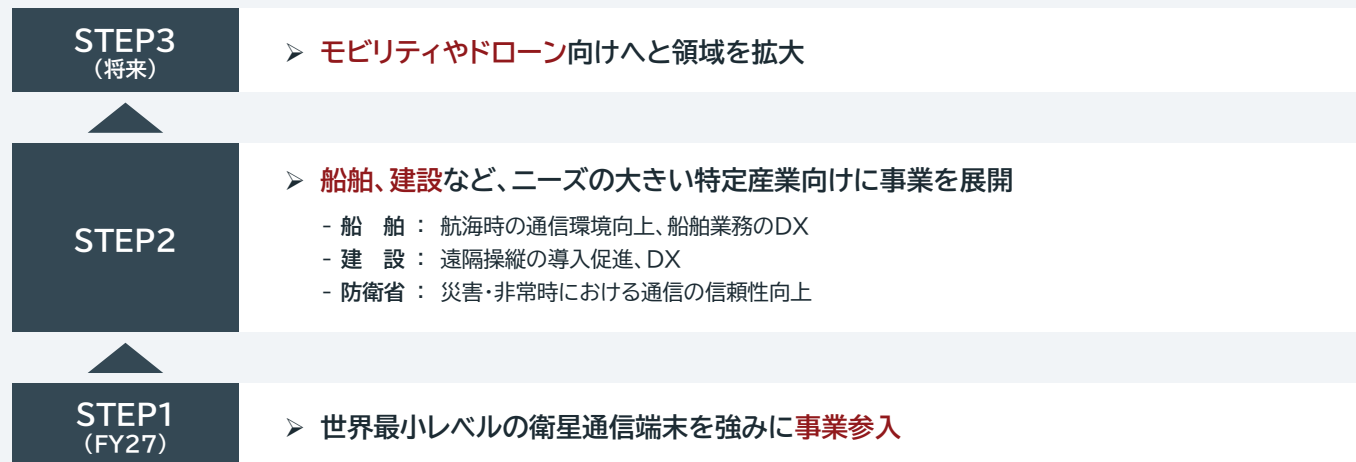 STEP3
(将来)
➢ モビリティやドローン向けへと領域を拡大
STEP2
➢ 船舶、建設など、ニーズの大きい特定産業向けに事業を展開
- 船　舶 ： 航海時の通信環境向上、船舶業務のDX
- 建　設 ： 遠隔操縦の導入促進、DX
- 防衛省 ： 災害・非常時における通信の信頼性向上
STEP1
(FY27)
➢ 世界最小レベルの衛星通信端末を強みに事業参入